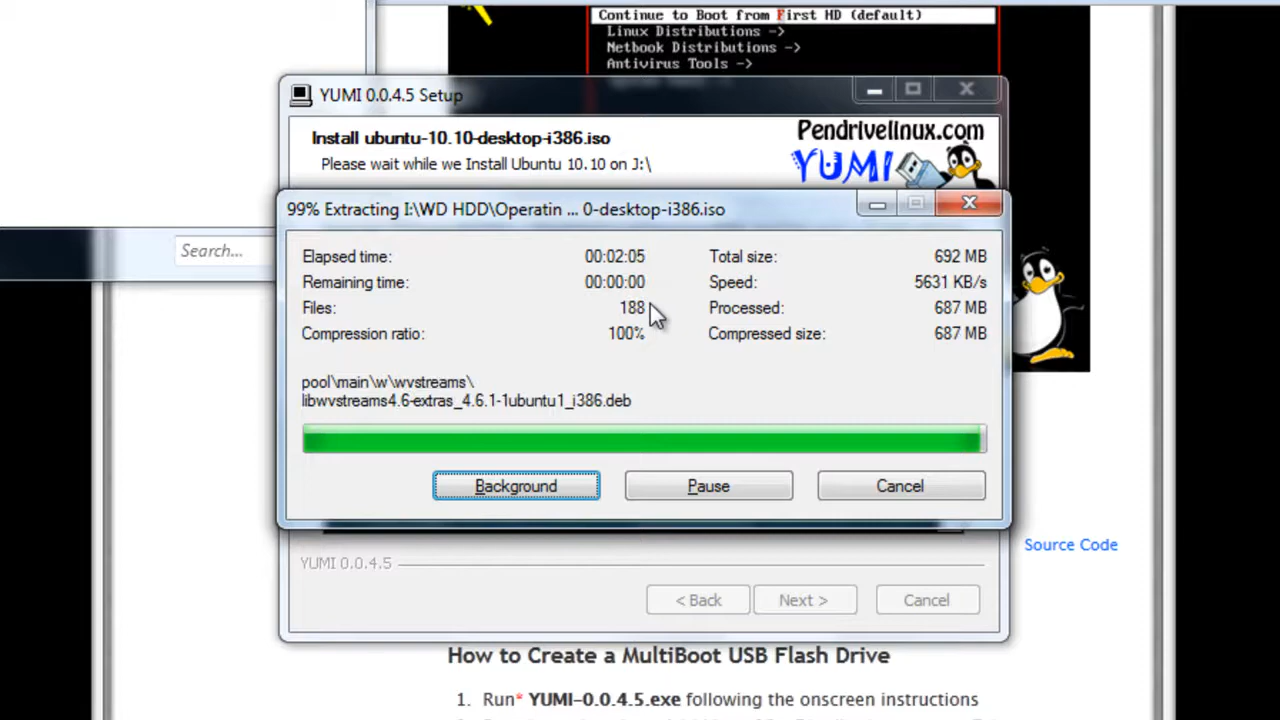 Continue to Boot from First HD (default)
Linux Distributions ->
Netbook Distributions ->
Antivirus Tools ->
YUMI 0.0.4.5 Setup
Install ubuntu-10.10-desktop-i386.iso
Please wait while we Install Ubuntu 10.10 on J:\
Pendrivelinux.com
YUMI
99% Extracting I:\WD HDD\Operatin ... 0-desktop-i386.iso
Search...
Elapsed time: 00:02:05 Total size: 692 MB
Remaining time: 00:00:00 Speed: 5631 KB/s
Files: 188 Processed: 687 MB
Compression ratio: 100% Compressed size: 687 MB
pool\main\w\wvstreams\
libwvstreams4.6-extras_4.6.1-1ubuntu1_i386.deb
Background Pause Cancel
Source Code
YUMI 0.0.4.5
< Back Next > Cancel
How to Create a MultiBoot USB Flash Drive
1. Run* YUMI-0.0.4.5.exe following the onscreen instructions